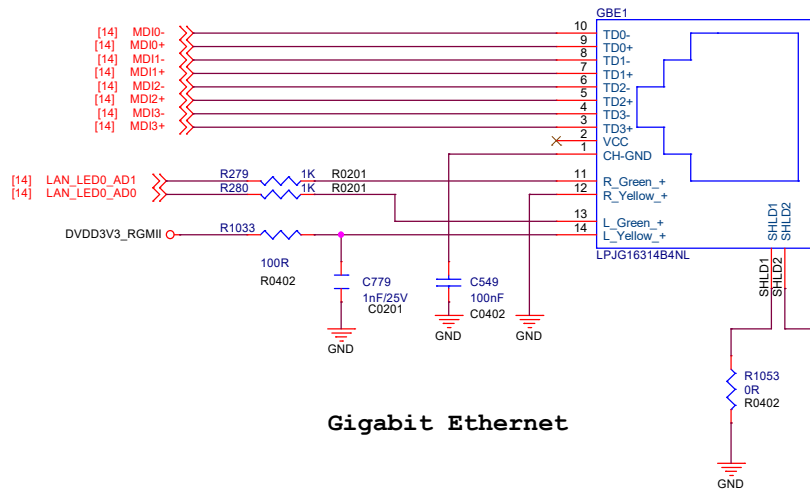 GBE1
[14] MDI0- 10 TD0-
[14] MDI0+ 9 TD0+
[14] MDI1- 8 TD1-
[14] MDI1+ 7 TD1+
[14] MDI2- 6 TD2-
[14] MDI2+ 5 TD2+
[14] MDI3- 4 TD3-
[14] MDI3+ 3 TD3+
2 VCC
1 CH-GND
[14] LAN_LED0_AD1 R279 1K R0201 11 R_Green_+
[14] LAN_LED0_AD0 R280 1K R0201 12 R_Yellow_+
13 L_Green_+
DVDD3V3_RGMII R1033 14 L_Yellow_+
LPJG16314B4NL
SHLD1
SHLD2
SHLD1
SHLD2
100R
R0402
C779
1nF/25V
C0201
C549
100nF
C0402
GND
GND
GND
R1053
0R
R0402
GND
Gigabit Ethernet